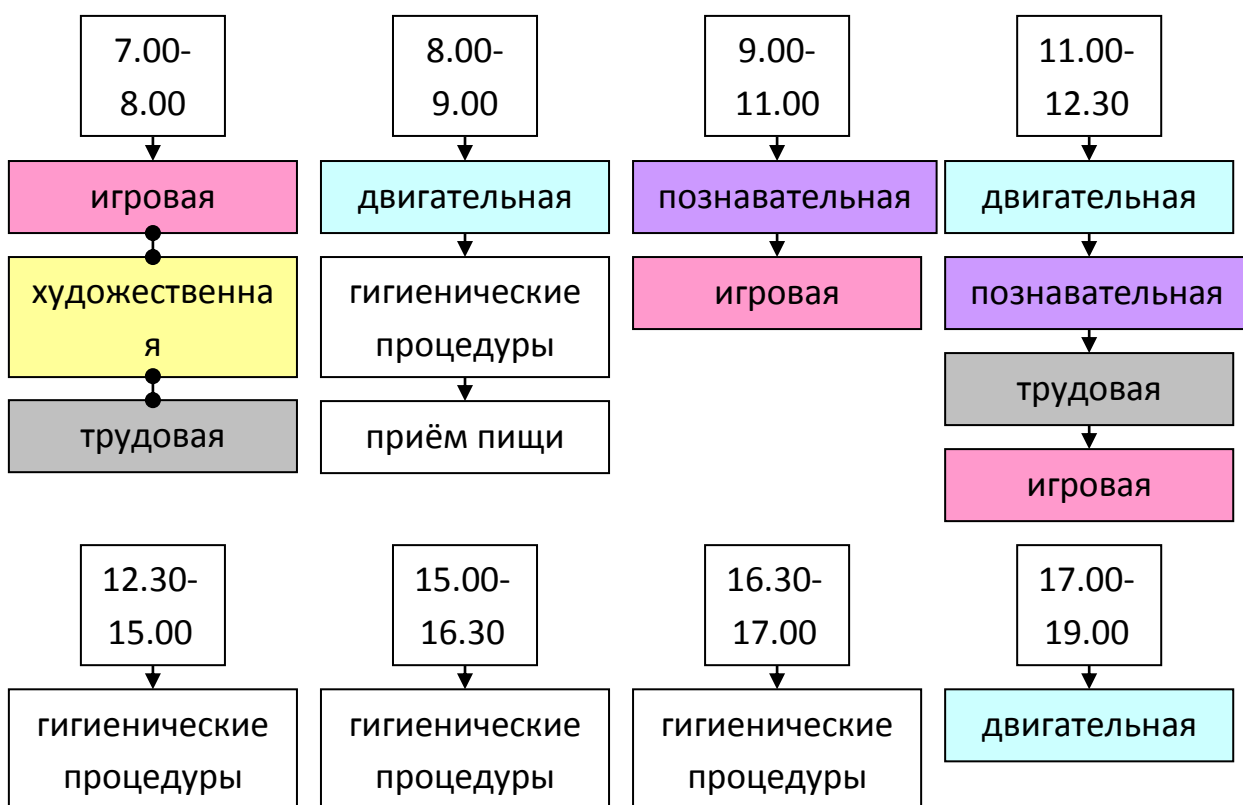 7.00-
8.00
игровая
художественна
я
трудовая
8.00-
9.00
двигательная
гигиенические
процедуры
приём пищи
9.00-
11.00
познавательная
игровая
11.00-
12.30
двигательная
познавательная
трудовая
игровая
12.30-
15.00
гигиенические
процедуры
15.00-
16.30
гигиенические
процедуры
16.30-
17.00
гигиенические
процедуры
17.00-
19.00
двигательная